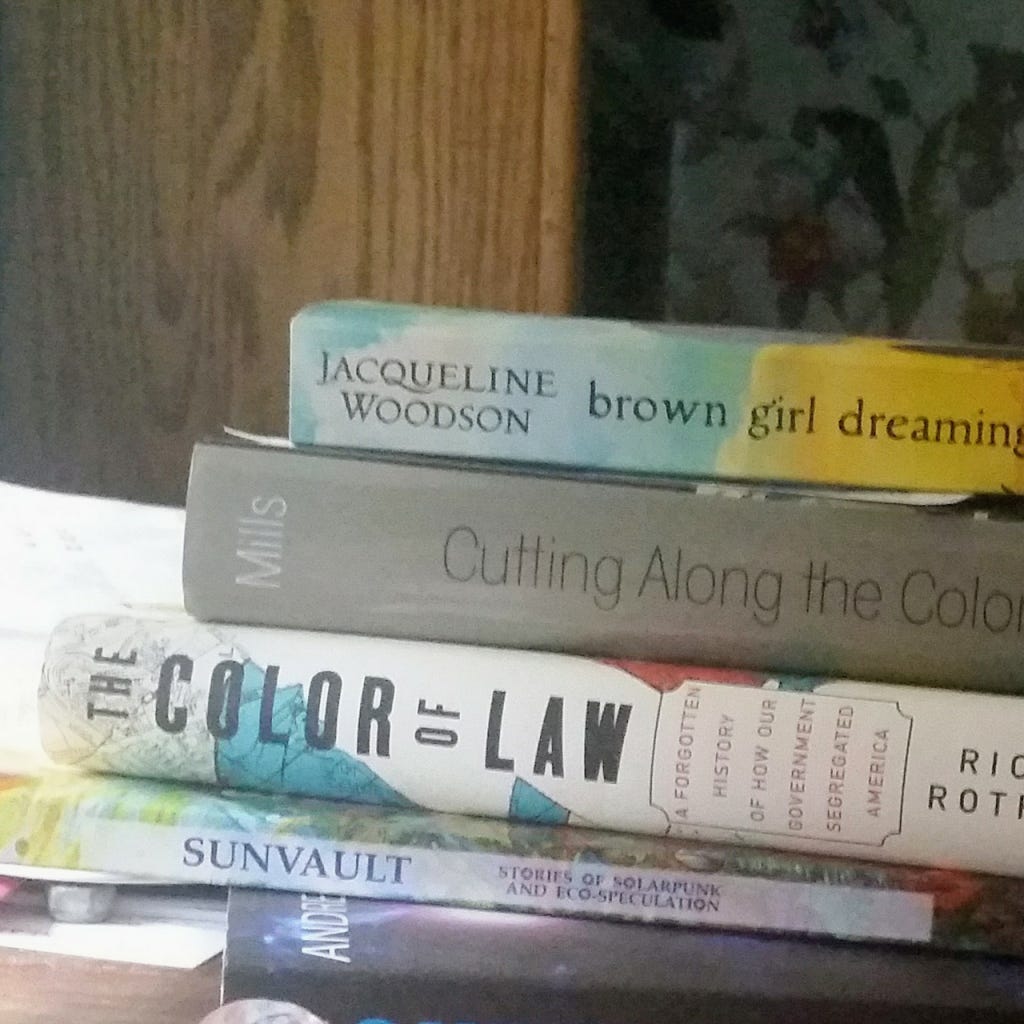 JACQUELINE
WOODSON
brown girl dreaming
Mills
Cutting Along the Color
THE COLOR OF LAW
A FORGOTTEN
HISTORY
OF HOW OUR
GOVERNMENT
SEGREGATED
AMERICA
RIC
ROTH
SUNVAULT
STORIES OF SOLARPUNK
AND ECO-SPECULATION
ANDRE